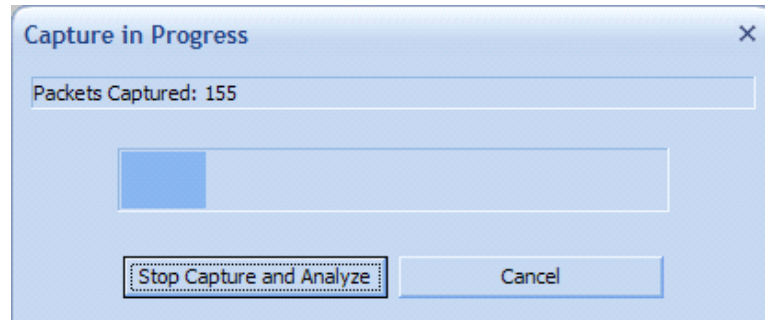 Capture in Progress
Packets Captured: 155
Stop Capture and Analyze
Cancel